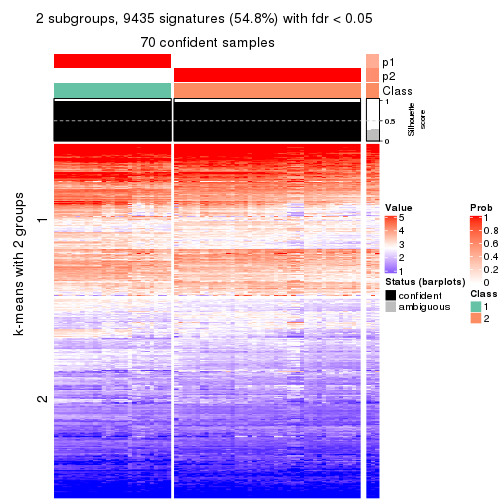 2 subgroups, 9435 signatures (54.8%) with fdr < 0.05
70 confident samples
p1
p2
Class
1
0.5
0
Silhouette
score
k-means with 2 groups
1
2
Value
5
4
3
2
1
Status (barplots)
confident
ambiguous
Prob
1
0.8
0.6
0.4
0.2
0
Class
1
2